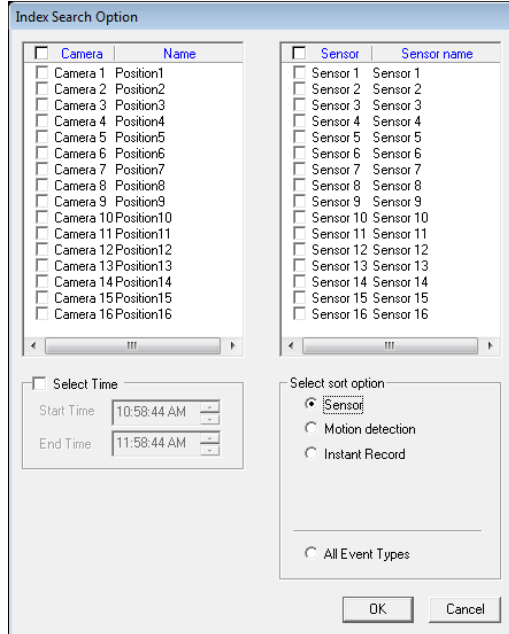 Index Search Option
Camera Name
Camera 1 Position1
Camera 2 Position2
Camera 3 Position3
Camera 4 Position4
Camera 5 Position5
Camera 6 Position6
Camera 7 Position7
Camera 8 Position8
Camera 9 Position9
Camera 10 Position10
Camera 11 Position11
Camera 12 Position12
Camera 13 Position13
Camera 14 Position14
Camera 15 Position15
Camera 16 Position16
Sensor Sensor name
Sensor 1 Sensor 1
Sensor 2 Sensor 2
Sensor 3 Sensor 3
Sensor 4 Sensor 4
Sensor 5 Sensor 5
Sensor 6 Sensor 6
Sensor 7 Sensor 7
Sensor 8 Sensor 8
Sensor 9 Sensor 9
Sensor 10 Sensor 10
Sensor 11 Sensor 11
Sensor 12 Sensor 12
Sensor 13 Sensor 13
Sensor 14 Sensor 14
Sensor 15 Sensor 15
Sensor 16 Sensor 16
Select Time
Start Time 10:58:44 AM
End Time 11:58:44 AM
Select sort option
Sensor
Motion detection
Instant Record
All Event Types
OK Cancel